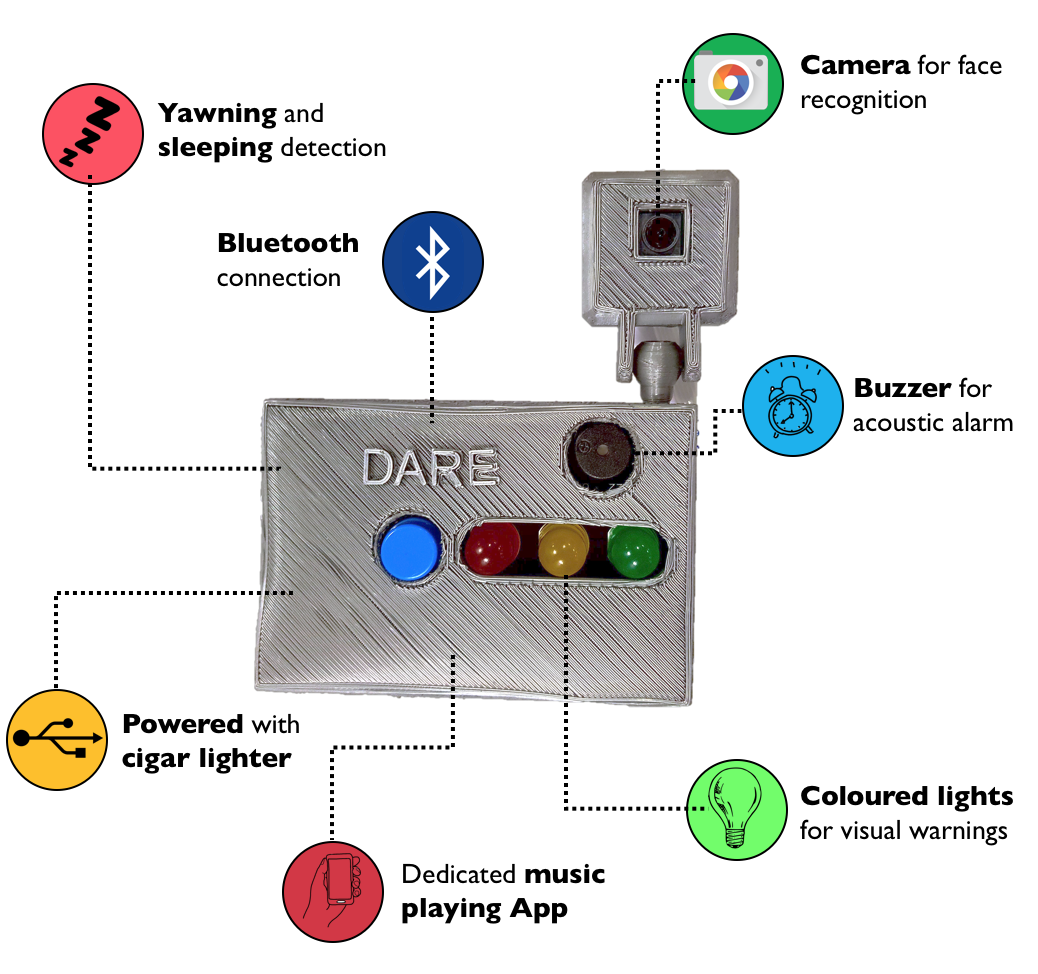 Camera for face
recognition
Yawning and
sleeping detection
Bluetooth
connection
Buzzer for
acoustic alarm
DARE
Powered with
cigar lighter
Coloured lights
for visual warnings
Dedicated music
playing App